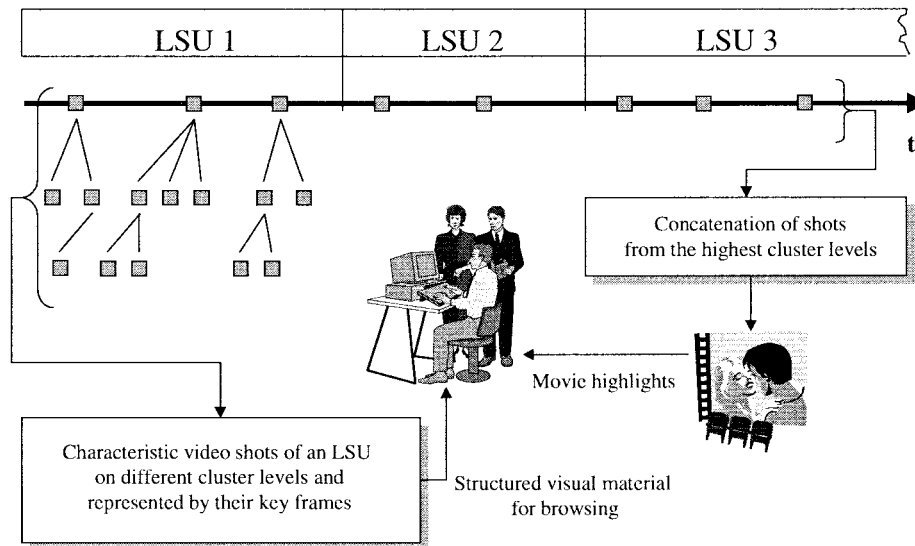 LSU 1
LSU 2
LSU 3
t
Concatenation of shots
from the highest cluster levels
Movie highlights
Characteristic video shots of an LSU
on different cluster levels and
represented by their key frames
Structured visual material
for browsing